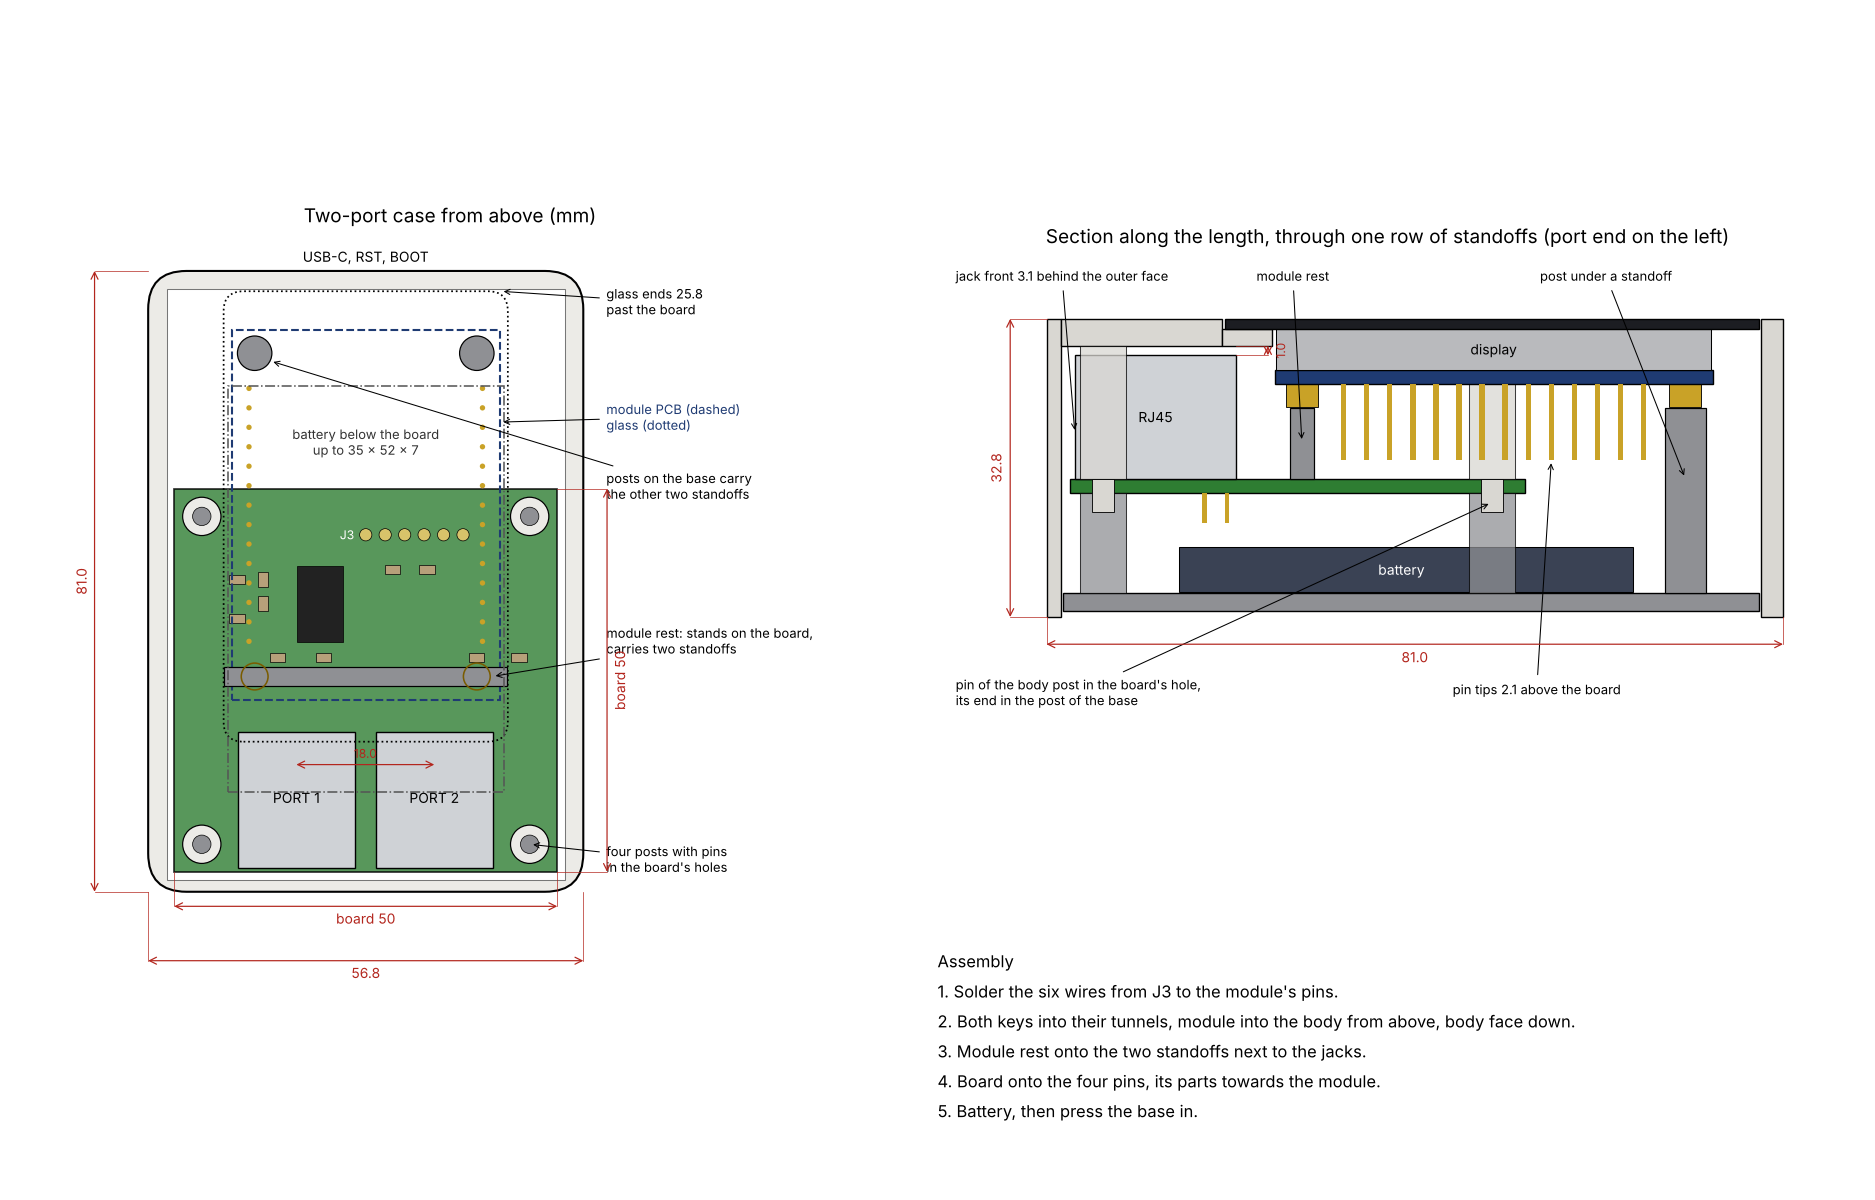 Two-port case from above (mm)
USB-C, RST, BOOT
glass ends 25.8
past the board
module PCB (dashed)
glass (dotted)
battery below the board
up to 35 × 52 × 7
posts on the base carry
the other two standoffs
J3
81.0
module rest: stands on the board,
carries two standoffs
board 50
18.0
PORT 1
PORT 2
four posts with pins
in the board's holes
board 50
56.8
Section along the length, through one row of standoffs (port end on the left)
jack front 3.1 behind the outer face
module rest
post under a standoff
1.0
display
RJ45
32.8
battery
81.0
pin of the body post in the board's hole,
its end in the post of the base
pin tips 2.1 above the board
Assembly
1. Solder the six wires from J3 to the module's pins.
2. Both keys into their tunnels, module into the body from above, body face down.
3. Module rest onto the two standoffs next to the jacks.
4. Board onto the four pins, its parts towards the module.
5. Battery, then press the base in.